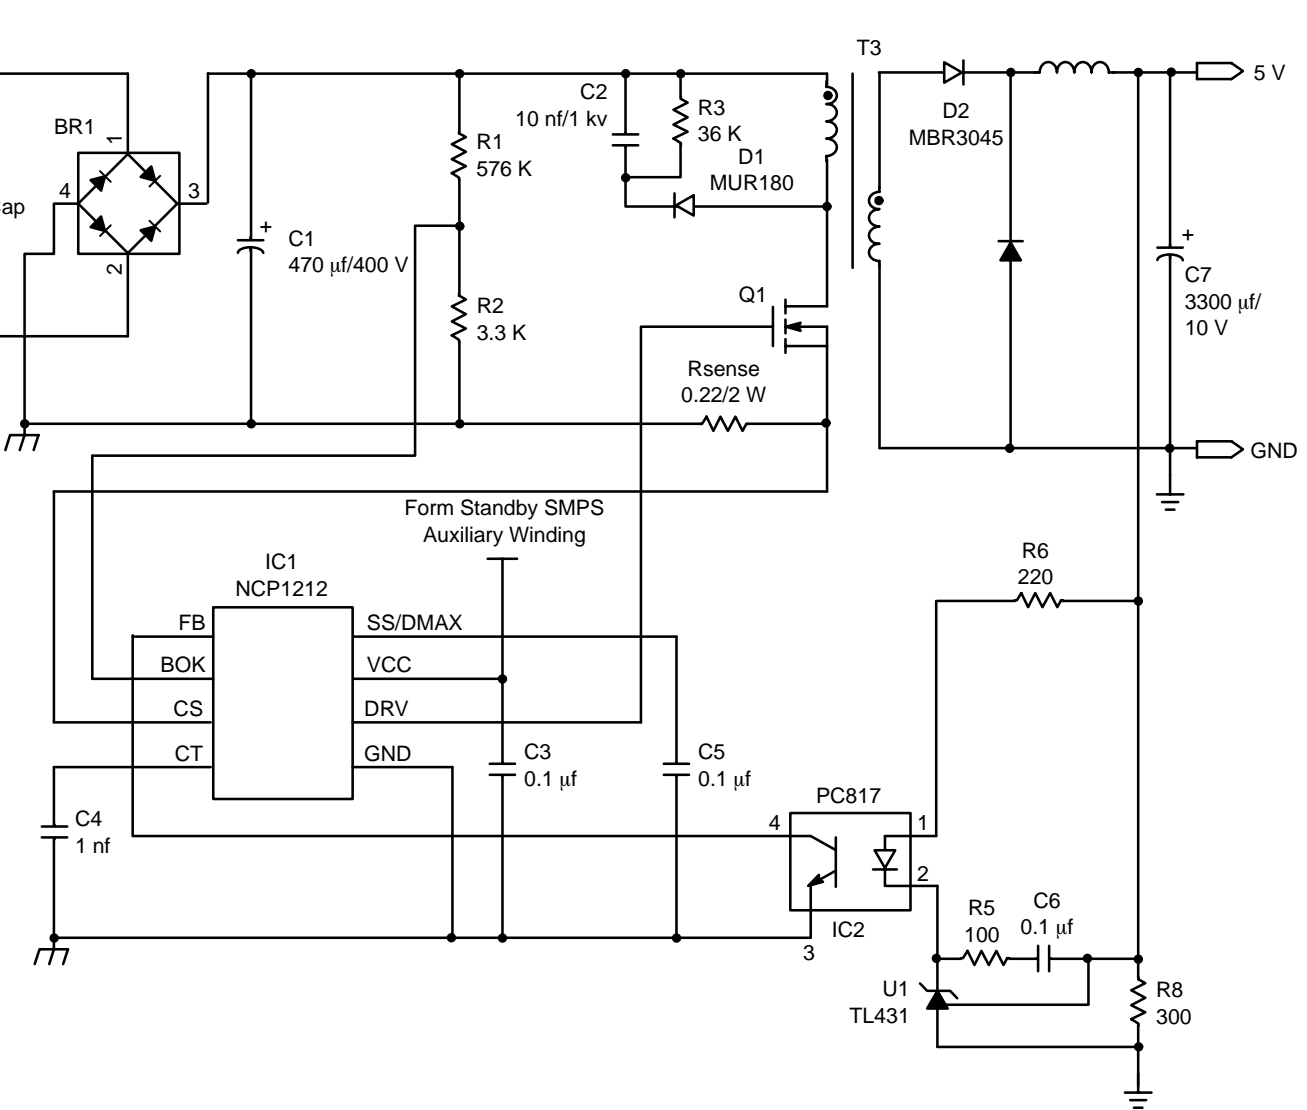 T3
5 V
D2
MBR3045
C2
10 nf/1 kv
R3
36 K
D1
MUR180
BR1
1
4
3
2
ap
R1
576 K
+
C1
470 µf/400 V
R2
3.3 K
Q1
Rsense
0.22/2 W
+
C7
3300 µf/
10 V
GND
Form Standby SMPS
Auxiliary Winding
IC1
NCP1212
FB
BOK
CS
CT
SS/DMAX
VCC
DRV
GND
C3
0.1 µf
C5
0.1 µf
C4
1 nf
R6
220
PC817
4
1
2
3
IC2
R5
100
C6
0.1 µf
U1
TL431
R8
300